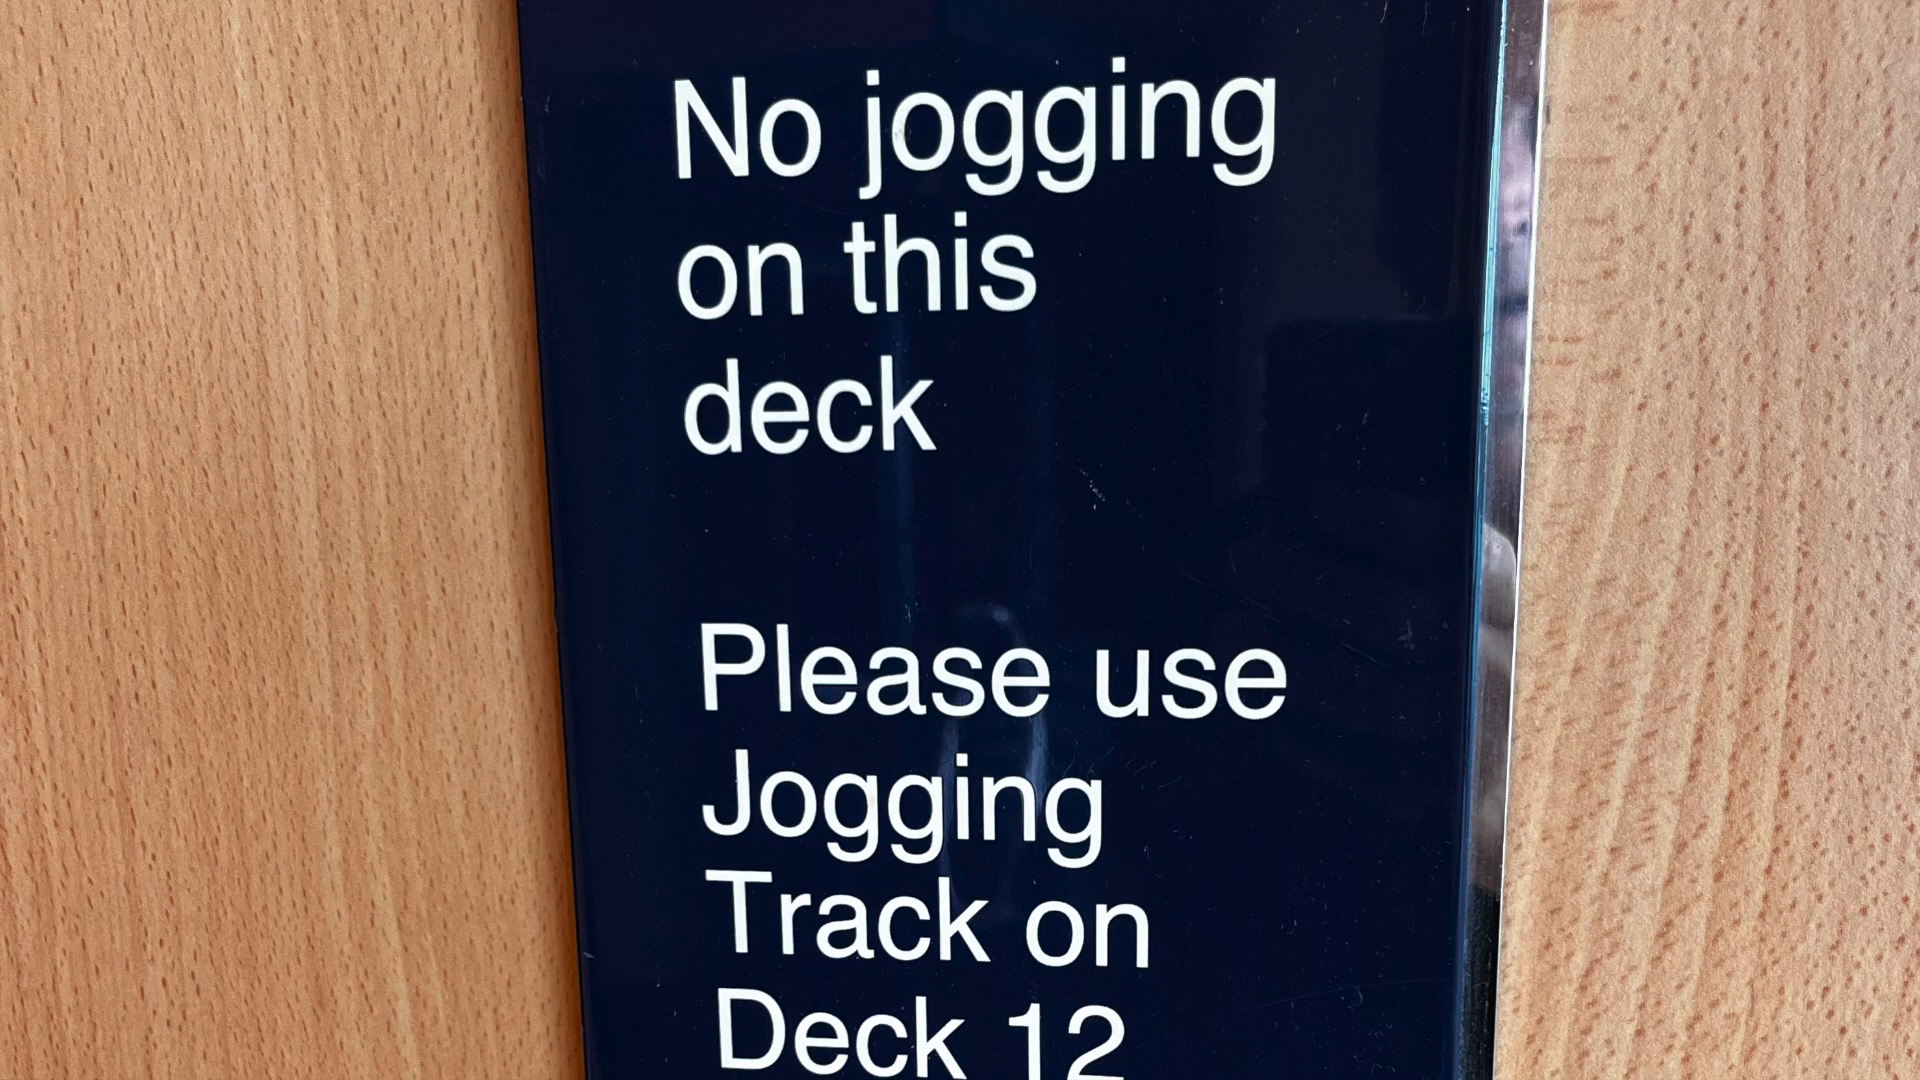 No jogging
on this
deck
Please use
Jogging
Track on
Deck 12